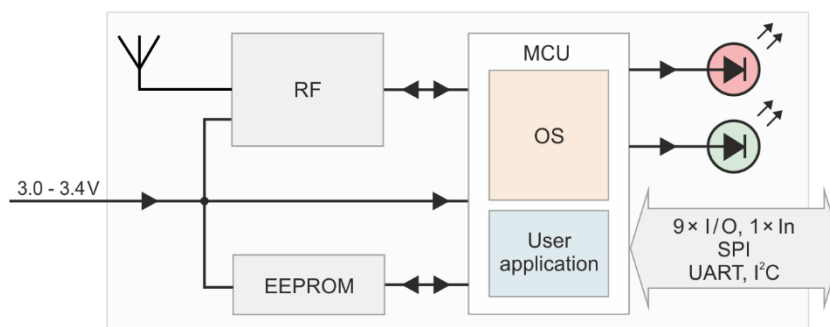 MCU
RF
OS
3.0 - 3.4 V
9 × I / O, 1 × In
SPI
UART, I²C
User
application
EEPROM